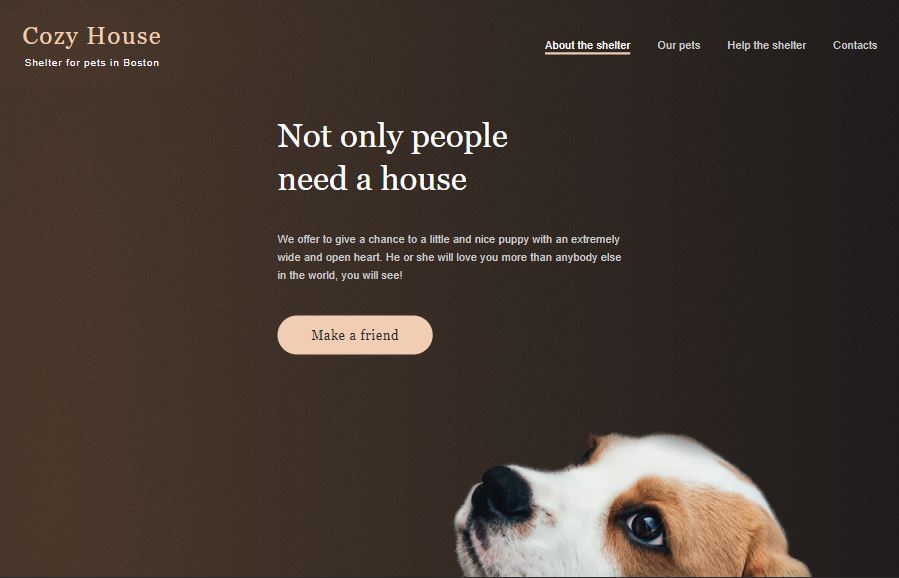 Cozy House
Shelter for pets in Boston
About the shelter
Our pets
Help the shelter
Contacts
Not only people
need a house
We offer to give a chance to a little and nice puppy with an extremely
wide and open heart. He or she will love you more than anybody else
in the world, you will see!
Make a friend